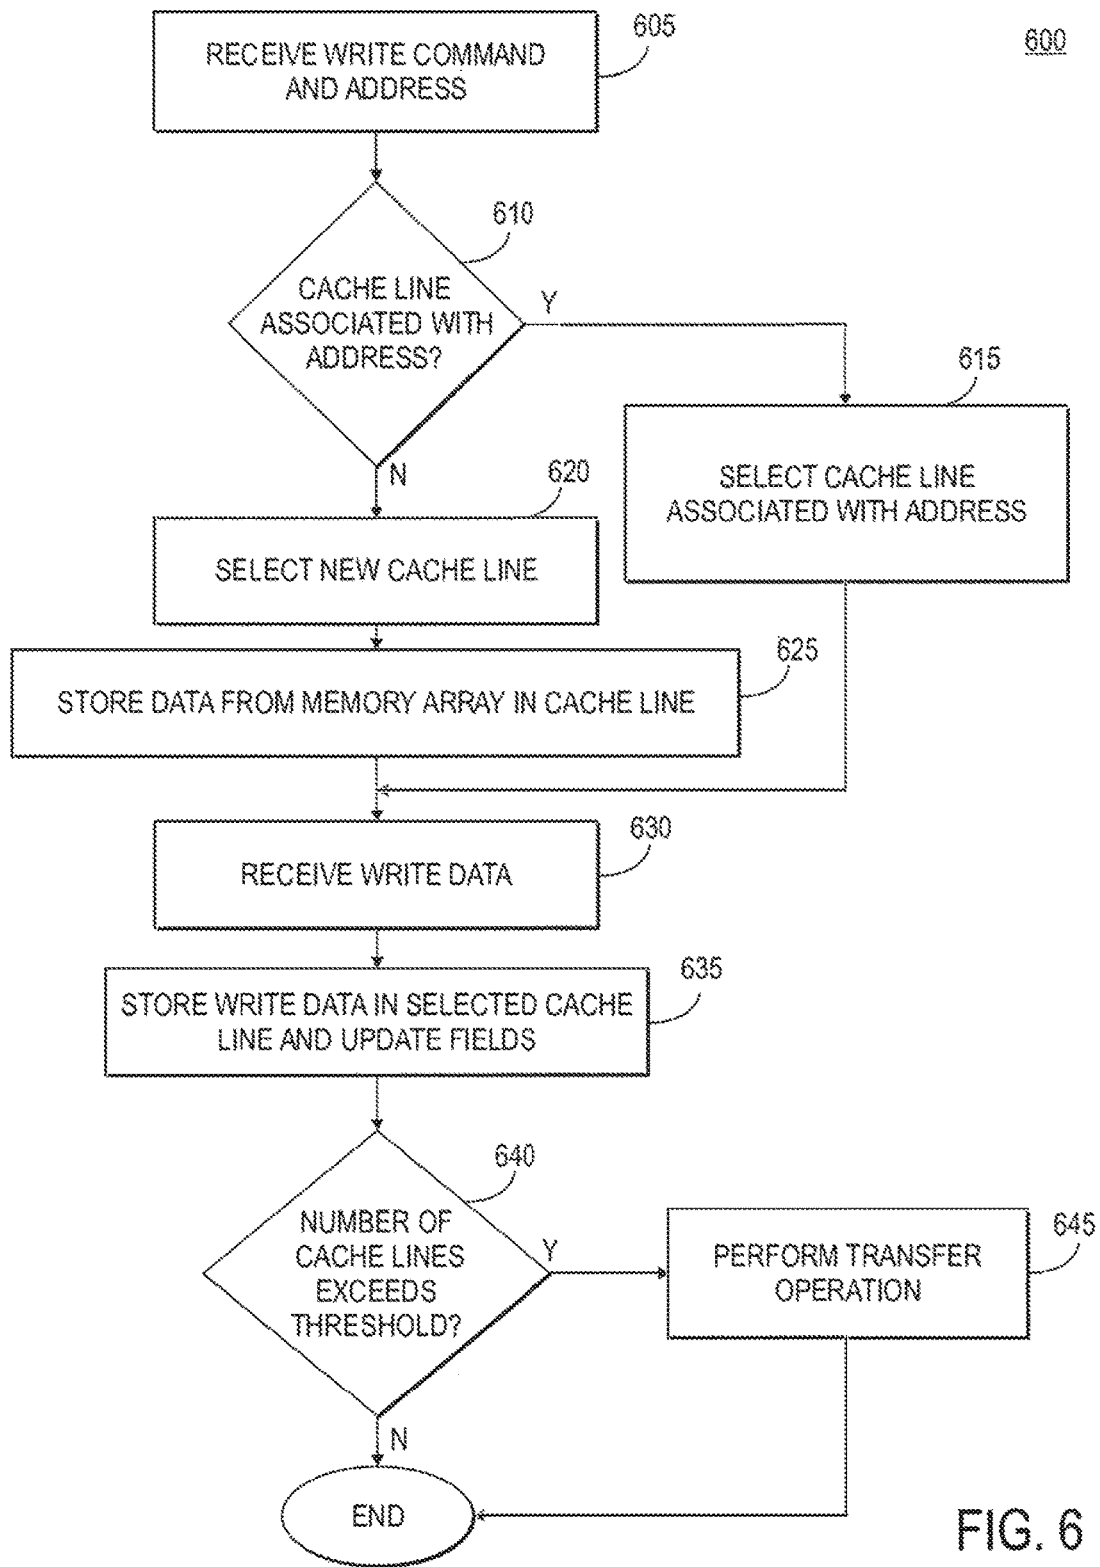 600
605
RECEIVE WRITE COMMAND
AND ADDRESS
610
CACHE LINE
ASSOCIATED WITH
ADDRESS?
Y
N
615
SELECT CACHE LINE
ASSOCIATED WITH ADDRESS
620
SELECT NEW CACHE LINE
625
STORE DATA FROM MEMORY ARRAY IN CACHE LINE
630
RECEIVE WRITE DATA
635
STORE WRITE DATA IN SELECTED CACHE
LINE AND UPDATE FIELDS
640
NUMBER OF
CACHE LINES
EXCEEDS
THRESHOLD?
Y
N
645
PERFORM TRANSFER
OPERATION
END
FIG. 6